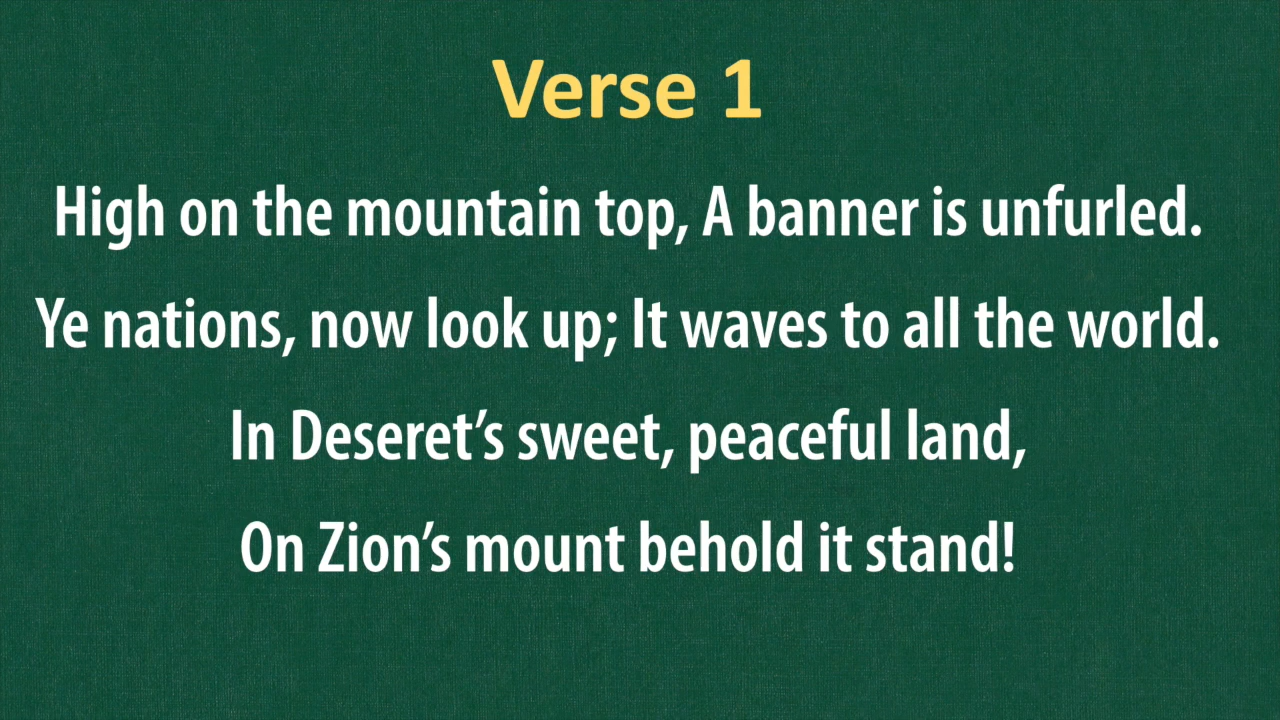 Verse 1
High on the mountain top, A banner is unfurled.
Ye nations, now look up; It waves to all the world.
In Deseret’s sweet, peaceful land,
On Zion’s mount behold it stand!